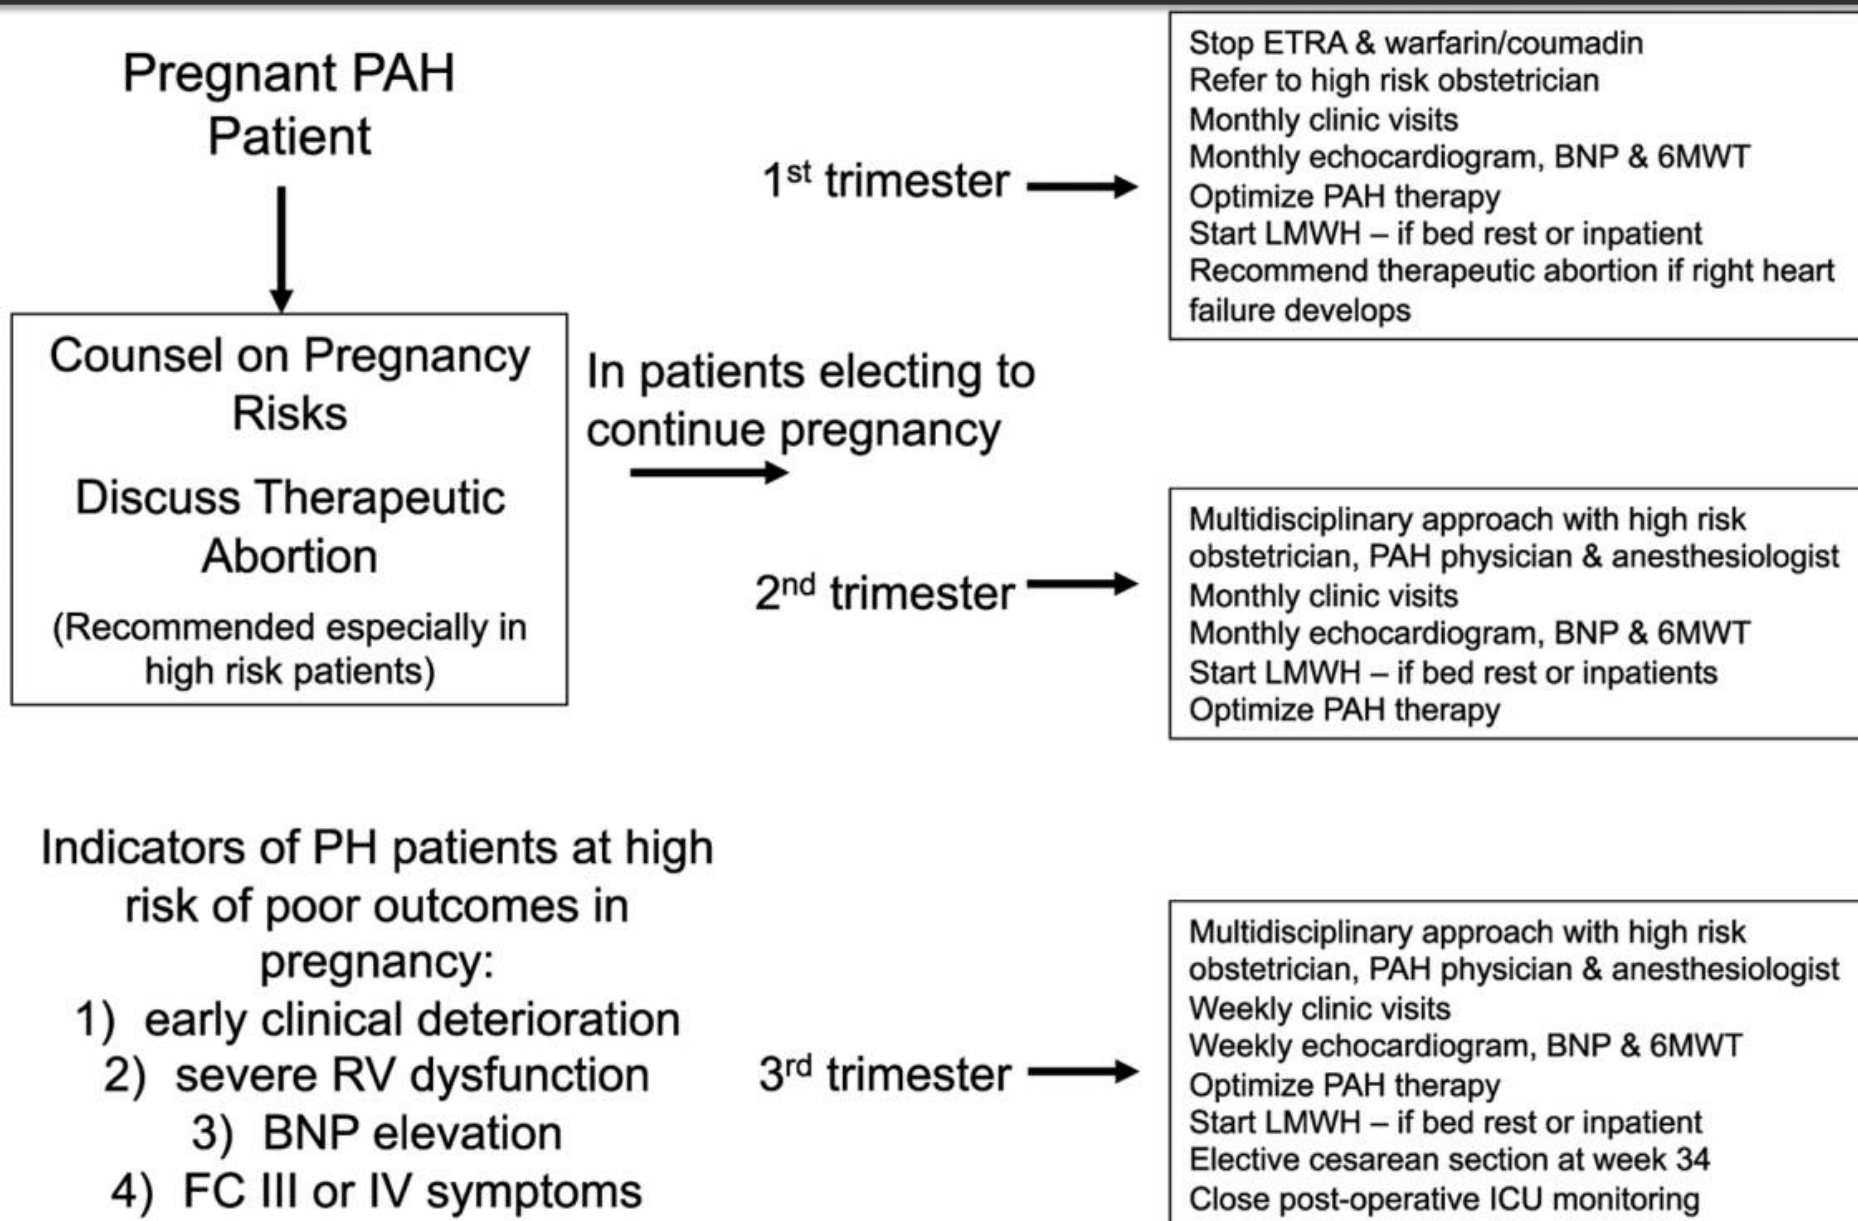 Pregnant PAH
Patient
Counsel on Pregnancy
Risks
Discuss Therapeutic
Abortion
(Recommended especially in
high risk patients)
In patients electing to
continue pregnancy
1st trimester
Stop ETRA & warfarin/coumadin
Refer to high risk obstetrician
Monthly clinic visits
Monthly echocardiogram, BNP & 6MWT
Optimize PAH therapy
Start LMWH – if bed rest or inpatient
Recommend therapeutic abortion if right heart
failure develops
2nd trimester
Multidisciplinary approach with high risk
obstetrician, PAH physician & anesthesiologist
Monthly clinic visits
Monthly echocardiogram, BNP & 6MWT
Start LMWH – if bed rest or inpatients
Optimize PAH therapy
Indicators of PH patients at high
risk of poor outcomes in
pregnancy:
1) early clinical deterioration
2) severe RV dysfunction
3) BNP elevation
4) FC III or IV symptoms
3rd trimester
Multidisciplinary approach with high risk
obstetrician, PAH physician & anesthesiologist
Weekly clinic visits
Weekly echocardiogram, BNP & 6MWT
Optimize PAH therapy
Start LMWH – if bed rest or inpatient
Elective cesarean section at week 34
Close post-operative ICU monitoring